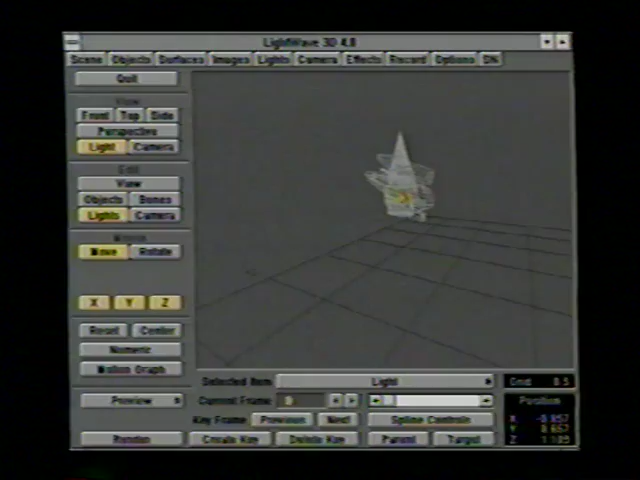 LightWave 3D 4.0
Scene Objects Surfaces Images Lights Camera Effects Record Options
Quit
View
Front Top Side
Perspective
Light Camera
Edit
View
Objects Bones
Lights Camera
Mouse
Move Rotate
X Y Z
Reset Center
Numeric
Motion Graph
Selected Item Light Grid 0.5
Preview Current Frame Position
Key Frame Previous Next Spline Controls X
Y
Render Create Key Delete Key Parent Target Z